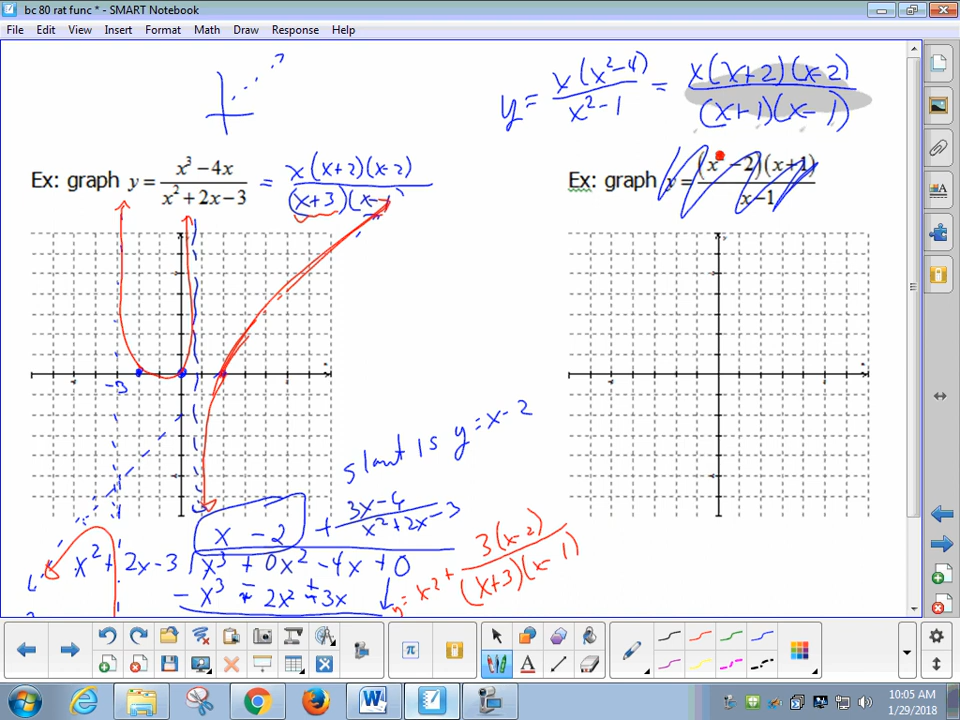 bc 80 rat func * - SMART Notebook
File Edit View Insert Format Math Draw Response Help
y = x(x²-4) / x²-1 = x(x+2)(x-2) / (x+1)(x-1)
Ex: graph y = x³ - 4x / x² + 2x - 3 = x(x+2)(x-2) / (x+3)(x-
Ex: graph y = (x - 2)(x+1) / x-1
-3
slant is y = x-2
x - 2 + 3x-4 / x²+2x-3
x² + 2x - 3 x³ + 0x² - 4x + 0
- x³ 2x² 3x
y = x-2 + 3(x-2) / (x+3)(x-1)
π A
W
10:05 AM
1/29/2018